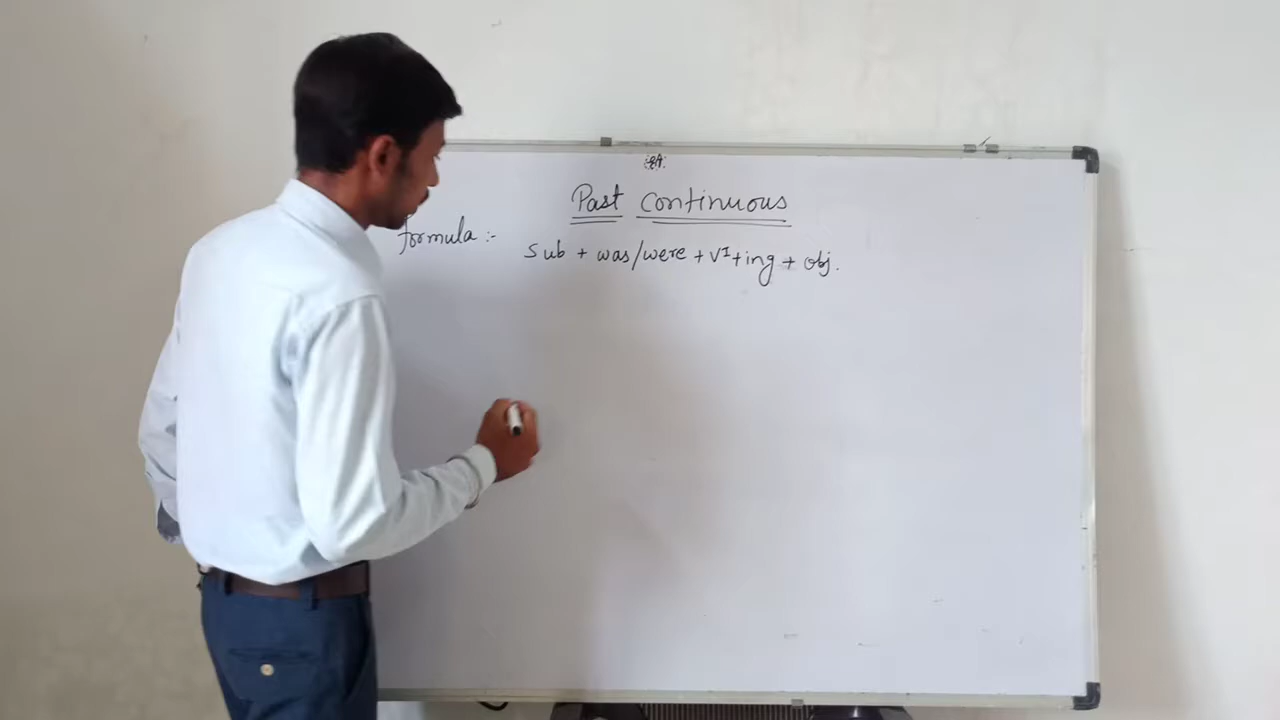 Past continuous
formula :-
sub + was/were + vI+ing + obj.